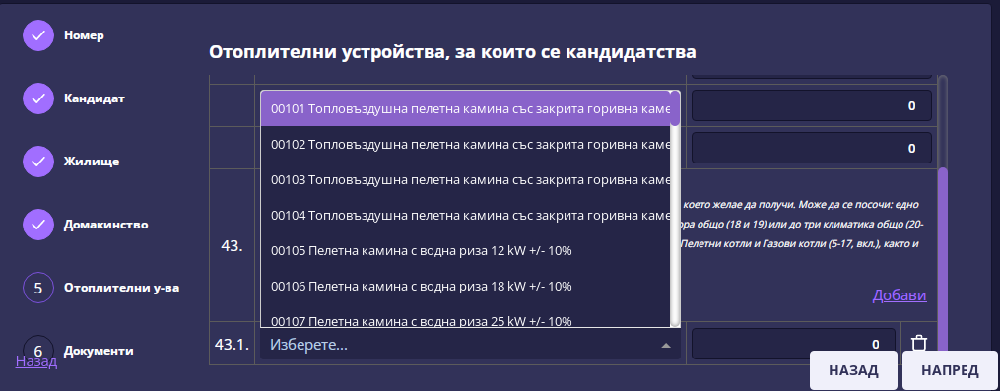 Номер
Кандидат
Жилище
Домакинство
5 Отоплителни у-ва
6 Документи
Назад
Отоплителни устройства, за които се кандидатства
0
0
00101 Топловъздушна пелетна камина със закрита горивна каме
00102 Топловъздушна пелетна камина със закрита горивна каме
00103 Топловъздушна пелетна камина със закрита горивна каме
00104 Топловъздушна пелетна камина със закрита горивна каме
00105 Пелетна камина с водна риза 12 kW +/- 10%
00106 Пелетна камина с водна риза 18 kW +/- 10%
00107 Пелетна камина с водна риза 25 kW +/- 10%
43.
което желае да получи. Може да се посочи: едно
ора общо (18 и 19) или до три климатика общо (20-
Пелетни котли и Газови котли (5-17, вкл.), както и
Добави
43.1. Изберете... 0
НАЗАД НАПРЕД